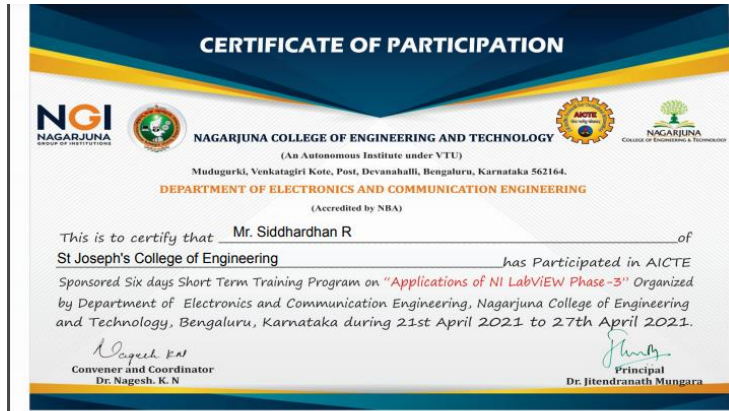 CERTIFICATE OF PARTICIPATION
NGI
NAGARJUNA
GROUP OF INSTITUTIONS
AICTE
NAGARJUNA
COLLEGE OF ENGINEERING & TECHNOLOGY
NAGARJUNA COLLEGE OF ENGINEERING AND TECHNOLOGY
(An Autonomous Institute under VTU)
Mudugurki, Venkatagiri Kote, Post, Devanahalli, Bengaluru, Karnataka 562164.
DEPARTMENT OF ELECTRONICS AND COMMUNICATION ENGINEERING
(Accredited by NBA)
This is to certify that Mr. Siddhardhan R of
St Joseph's College of Engineering has Participated in AICTE
Sponsored Six days Short Term Training Program on "Applications of NI LabViEW Phase-3" Organized
by Department of Electronics and Communication Engineering, Nagarjuna College of Engineering
and Technology, Bengaluru, Karnataka during 21st April 2021 to 27th April 2021.
Nagesh KN
Convener and Coordinator
Dr. Nagesh. K. N
Principal
Dr. Jitendranath Mungara